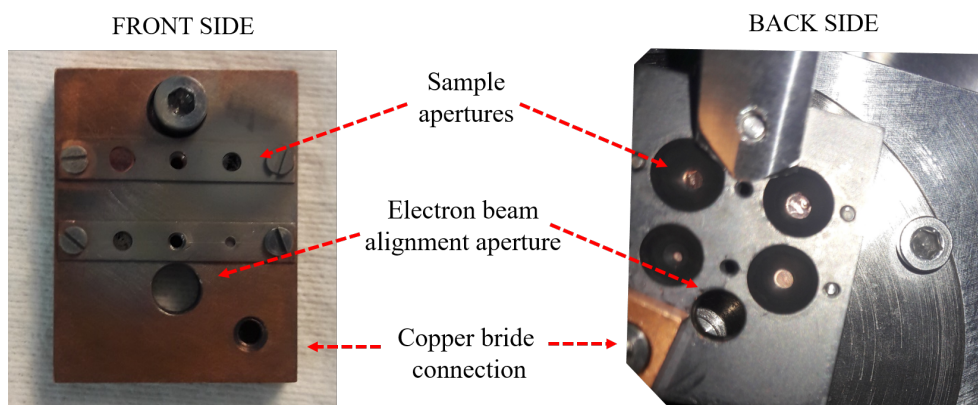 FRONT SIDE
BACK SIDE
Sample
apertures
Electron beam
alignment aperture
Copper bride
connection